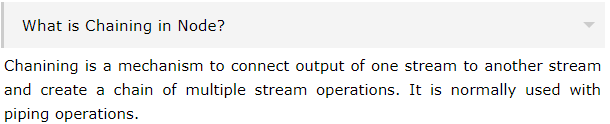 What is Chaining in Node?
Chanining is a mechanism to connect output of one stream to another stream
and create a chain of multiple stream operations. It is normally used with
piping operations.